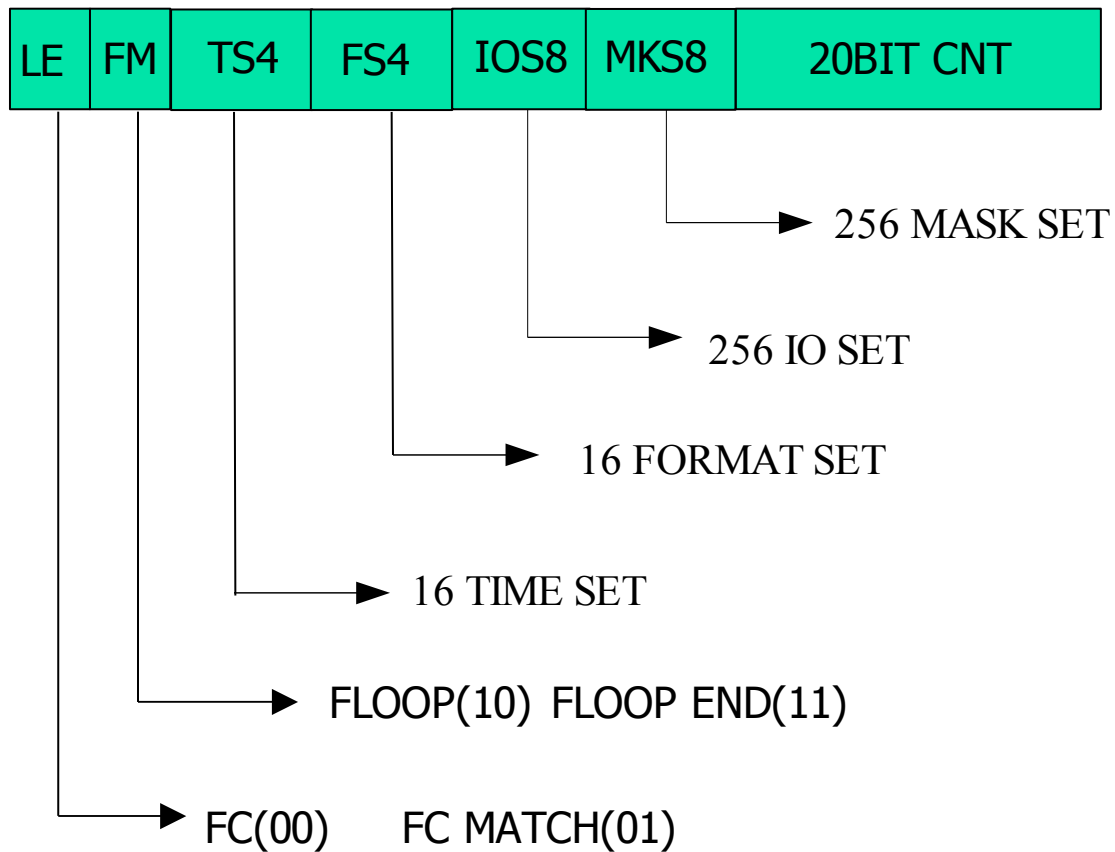 LE FM TS4 FS4 IOS8 MKS8 20BIT CNT
256 MASK SET
256 IO SET
16 FORMAT SET
16 TIME SET
FLOOP(10) FLOOP END(11)
FC(00) FC MATCH(01)